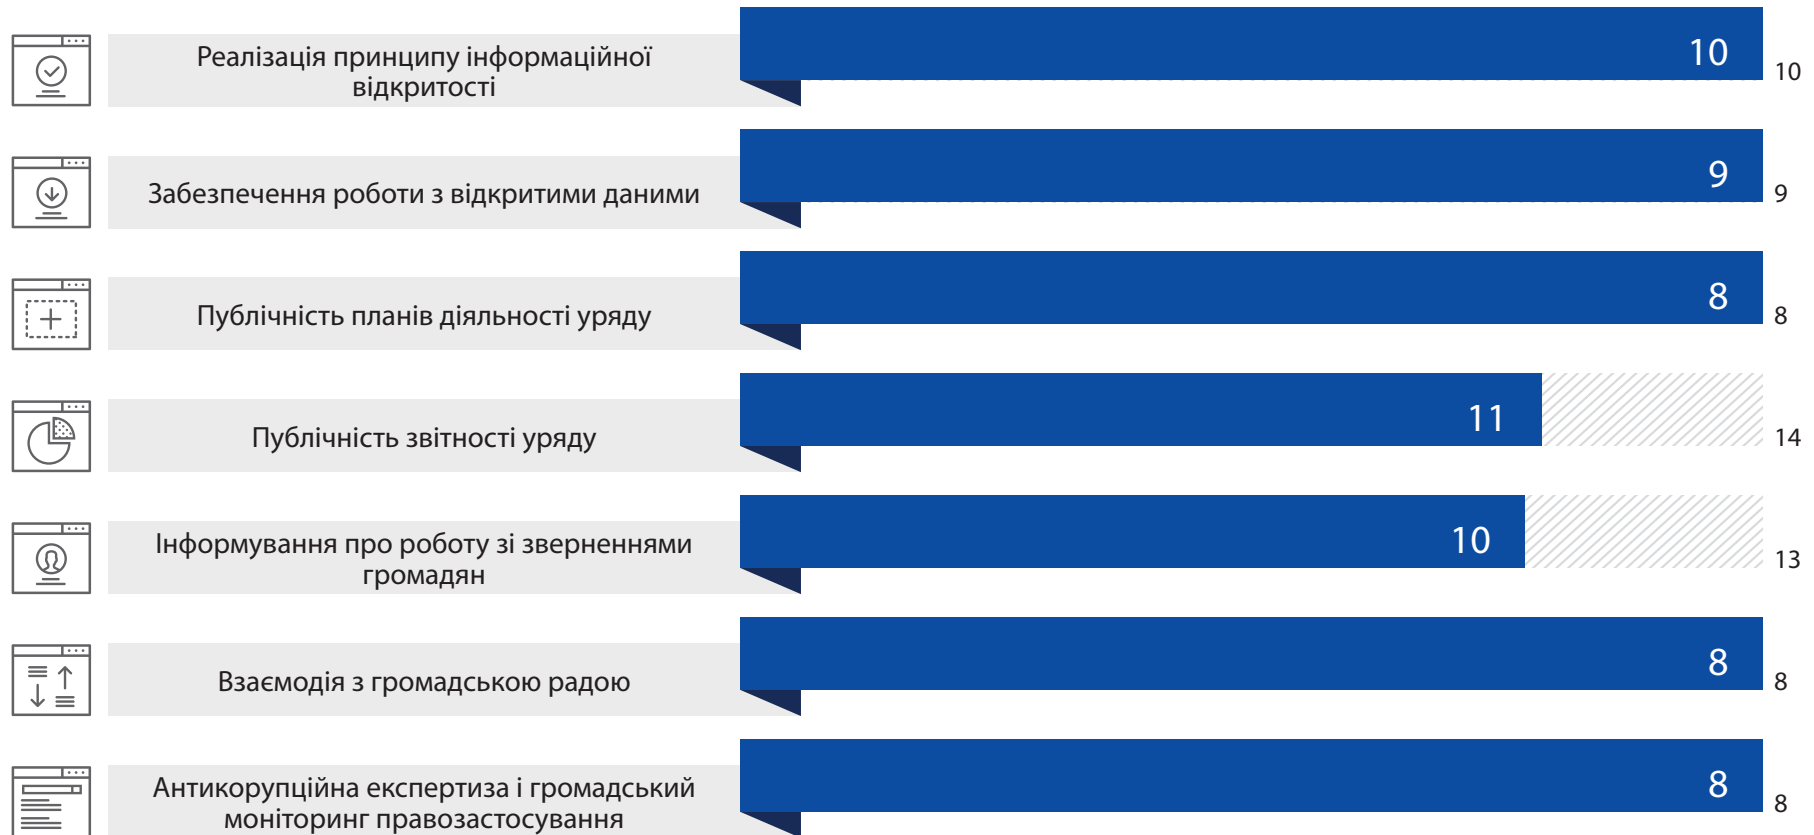 Реалізація принципу інформаційної
відкритості
10
10
Забезпечення роботи з відкритими даними
9
9
Публічність планів діяльності уряду
8
8
Публічність звітності уряду
11
14
Інформування про роботу зі зверненнями
громадян
10
13
Взаємодія з громадською радою
8
8
Антикорупційна експертиза і громадський
моніторинг правозастосування
8
8